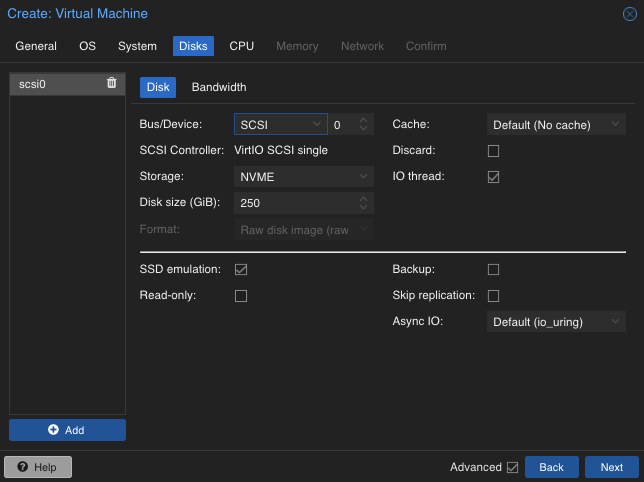 Create: Virtual Machine
General OS System Disks CPU Memory Network Confirm
scsi0
Disk Bandwidth
Bus/Device: SCSI 0 Cache: Default (No cache)
SCSI Controller: VirtIO SCSI single Discard:
Storage: NVME IO thread:
Disk size (GiB): 250
Format: Raw disk image (raw
SSD emulation: Backup:
Read-only: Skip replication:
Async IO: Default (io_uring)
Add
Help Advanced Back Next